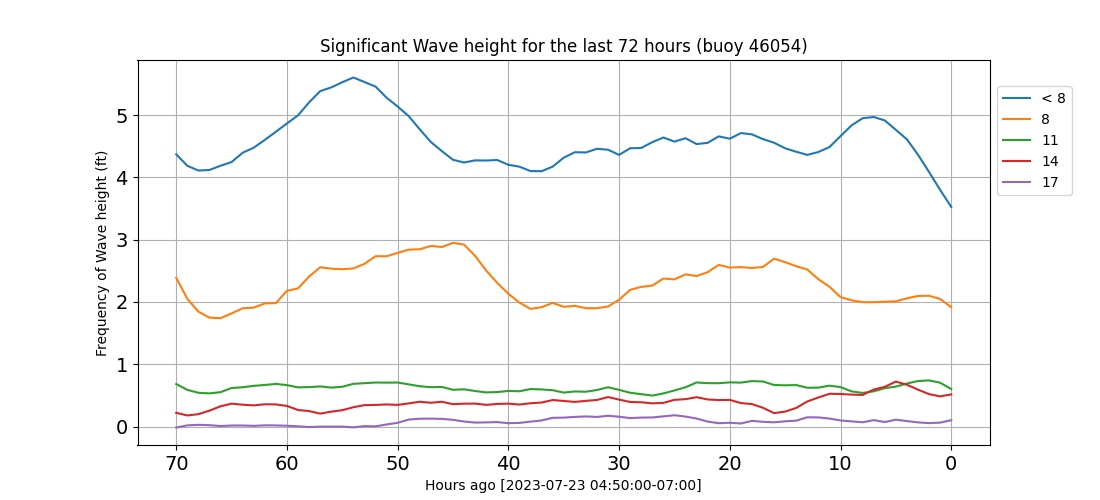 Significant Wave height for the last 72 hours (buoy 46054)
Frequency of Wave height (ft)
5
4
3
2
1
0
70 60 50 40 30 20 10 0
Hours ago [2023-07-23 04:50:00-07:00]
< 8
8
11
14
17